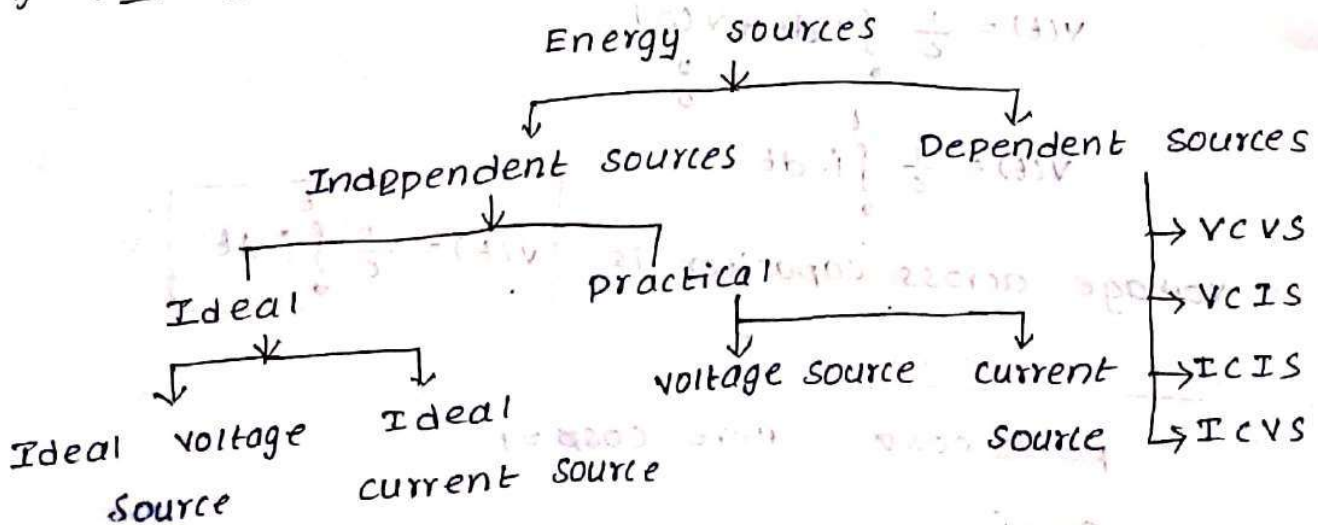 Energy sources
Independent sources
Dependent sources
Ideal
Practical
→ VCVS
→ VCIS
→ ICIS
→ ICVS
Ideal voltage source
Ideal current source
voltage source
current source